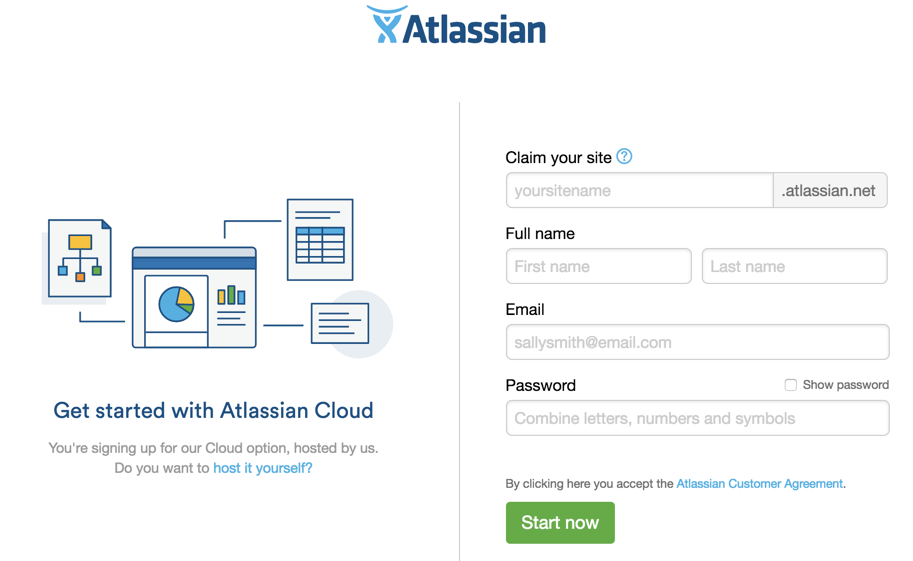 Atlassian
Get started with Atlassian Cloud
You're signing up for our Cloud option, hosted by us.
Do you want to host it yourself?
Claim your site ?
yoursitename .atlassian.net
Full name
First name Last name
Email
sallysmith@email.com
Password Show password
Combine letters, numbers and symbols
By clicking here you accept the Atlassian Customer Agreement.
Start now